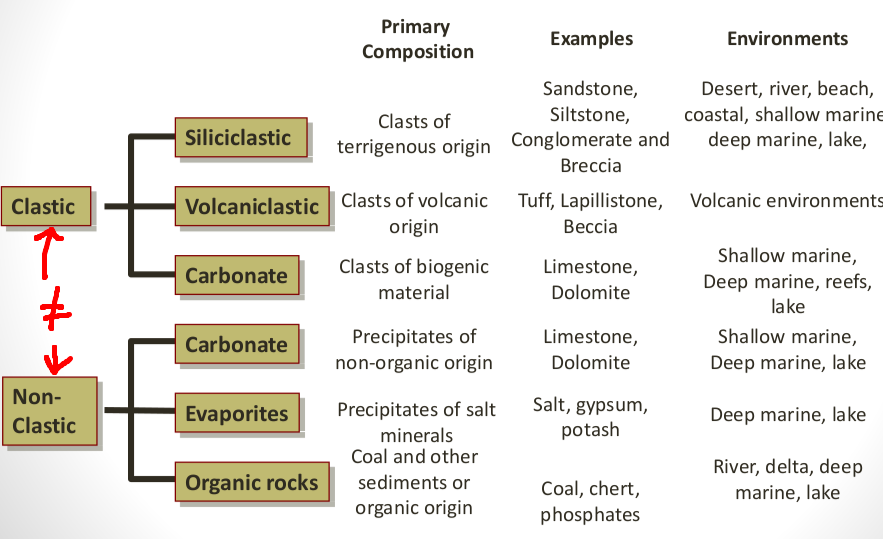 Primary
Composition
Examples
Environments
Clastic
Siliciclastic
Clasts of
terrigenous origin
Sandstone,
Siltstone,
Conglomerate and
Breccia
Desert, river, beach,
coastal, shallow marine
deep marine, lake,
Volcaniclastic
Clasts of volcanic
origin
Tuff, Lapillistone,
Beccia
Volcanic environments
Carbonate
Clasts of biogenic
material
Limestone,
Dolomite
Shallow marine,
Deep marine, reefs,
lake
≠
Non-
Clastic
Carbonate
Precipitates of
non-organic origin
Limestone,
Dolomite
Shallow marine,
Deep marine, lake
Evaporites
Precipitates of salt
minerals
Salt, gypsum,
potash
Deep marine, lake
Organic rocks
Coal and other
sediments or
organic origin
Coal, chert,
phosphates
River, delta, deep
marine, lake